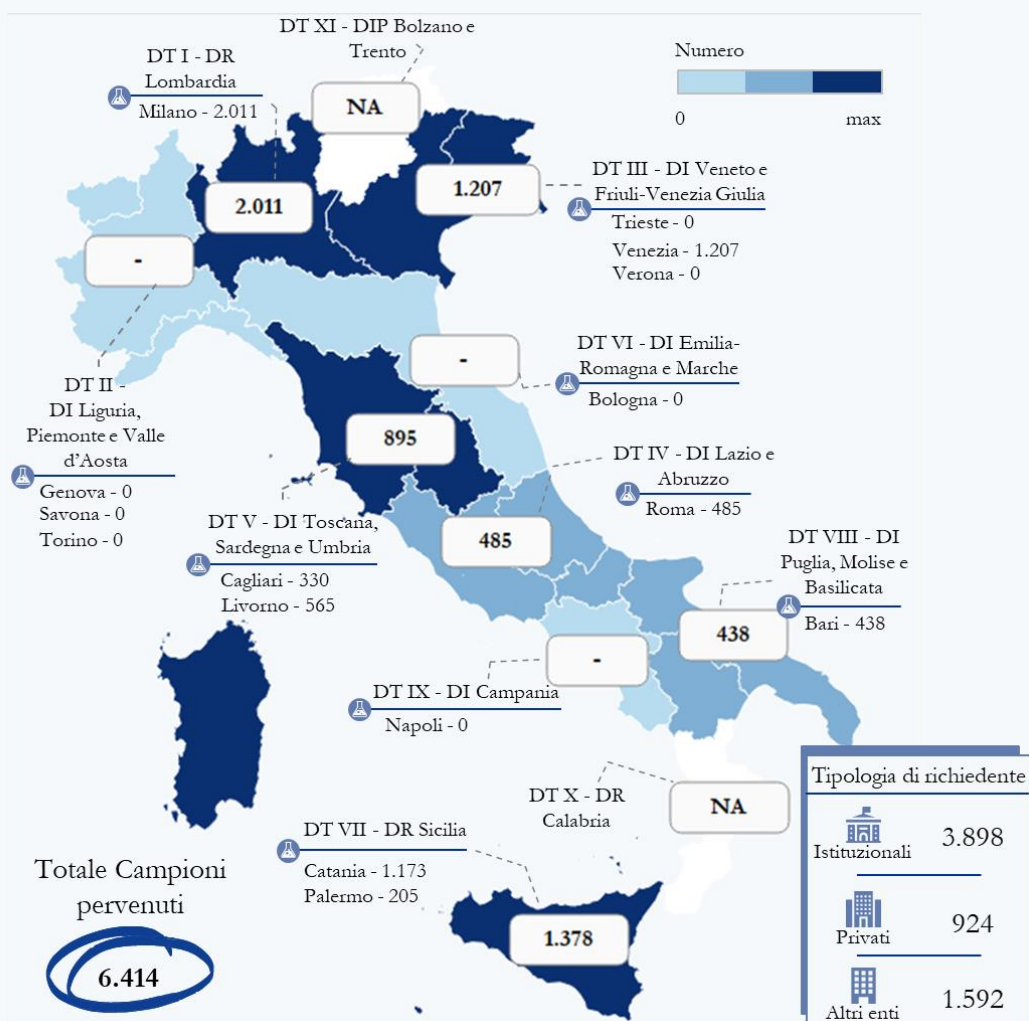 DT XI - DIP Bolzano e
Trento
NA
DT I - DR
Lombardia
Milano - 2.011
2.011
Numero
0 max
DT III - DI Veneto e
Friuli-Venezia Giulia
Trieste - 0
Venezia - 1.207
Verona - 0
1.207
-
DT II -
DI Liguria,
Piemonte e Valle
d'Aosta
Genova - 0
Savona - 0
Torino - 0
DT VI - DI Emilia-
Romagna e Marche
Bologna - 0
-
895
DT V - DI Toscana,
Sardegna e Umbria
Cagliari - 330
Livorno - 565
DT IV - DI Lazio e
Abruzzo
Roma - 485
485
DT VIII - DI
Puglia, Molise e
Basilicata
Bari - 438
438
-
DT IX - DI Campania
Napoli - 0
DT X - DR
Calabria
NA
DT VII - DR Sicilia
Catania - 1.173
Palermo - 205
1.378
Totale Campioni
pervenuti
6.414
Tipologia di richiedente
Istituzionali 3.898
Privati 924
Altri enti 1.592